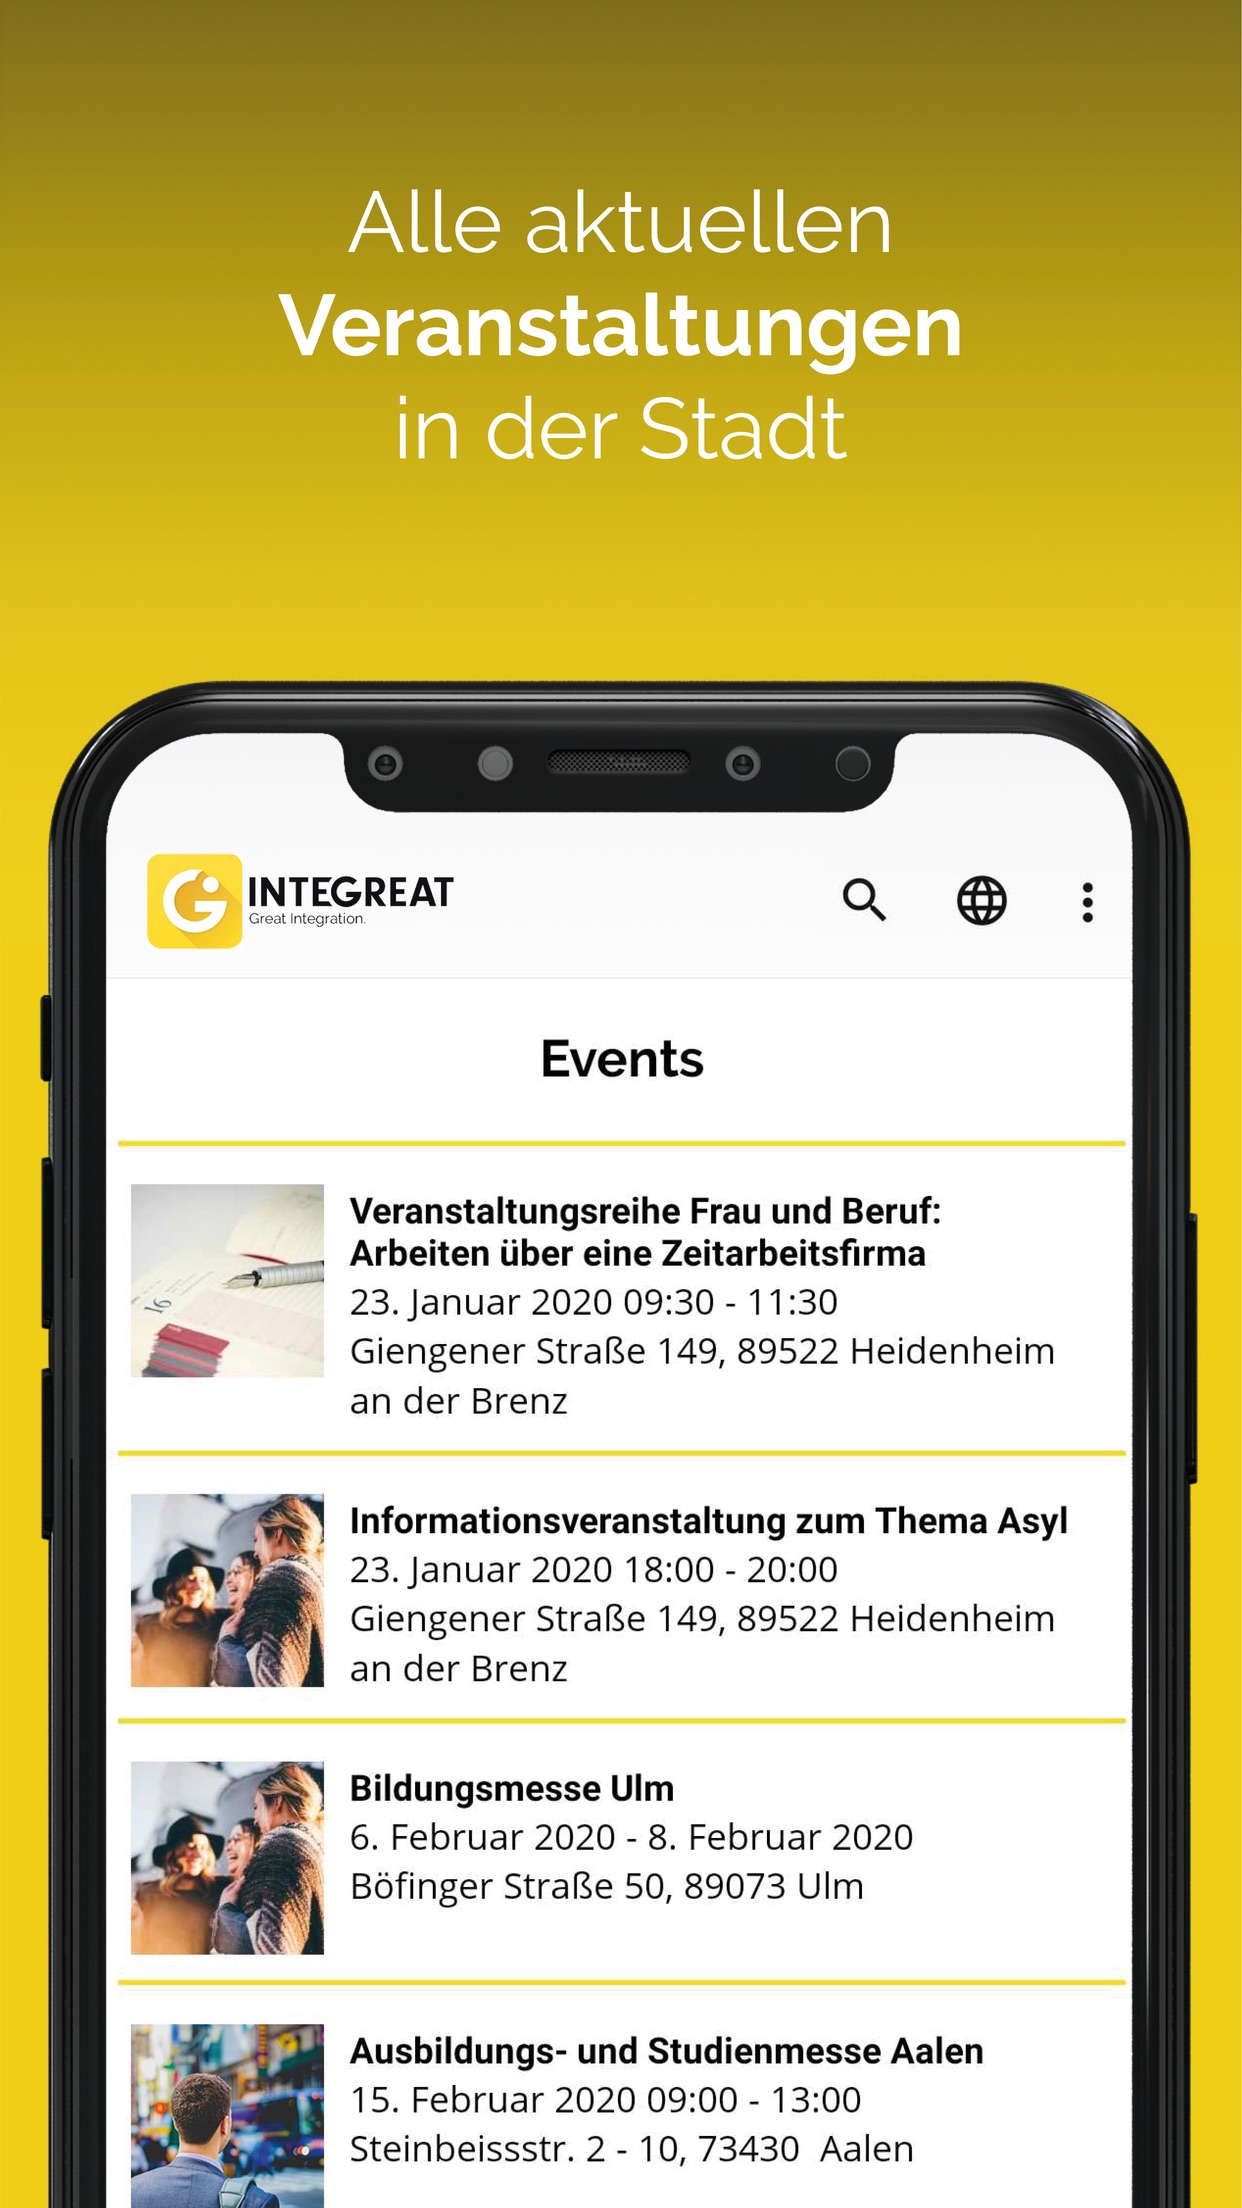 Alle aktuellen
Veranstaltungen
in der Stadt
INTEGREAT
Great Integration.
Events
Veranstaltungsreihe Frau und Beruf:
Arbeiten über eine Zeitarbeitsfirma
23. Januar 2020 09:30 - 11:30
Giengener Straße 149, 89522 Heidenheim
an der Brenz
16
Informationsveranstaltung zum Thema Asyl
23. Januar 2020 18:00 - 20:00
Giengener Straße 149, 89522 Heidenheim
an der Brenz
Bildungsmesse Ulm
6. Februar 2020 - 8. Februar 2020
Böfinger Straße 50, 89073 Ulm
Ausbildungs- und Studienmesse Aalen
15. Februar 2020 09:00 - 13:00
Steinbeissstr. 2 - 10, 73430  Aalen